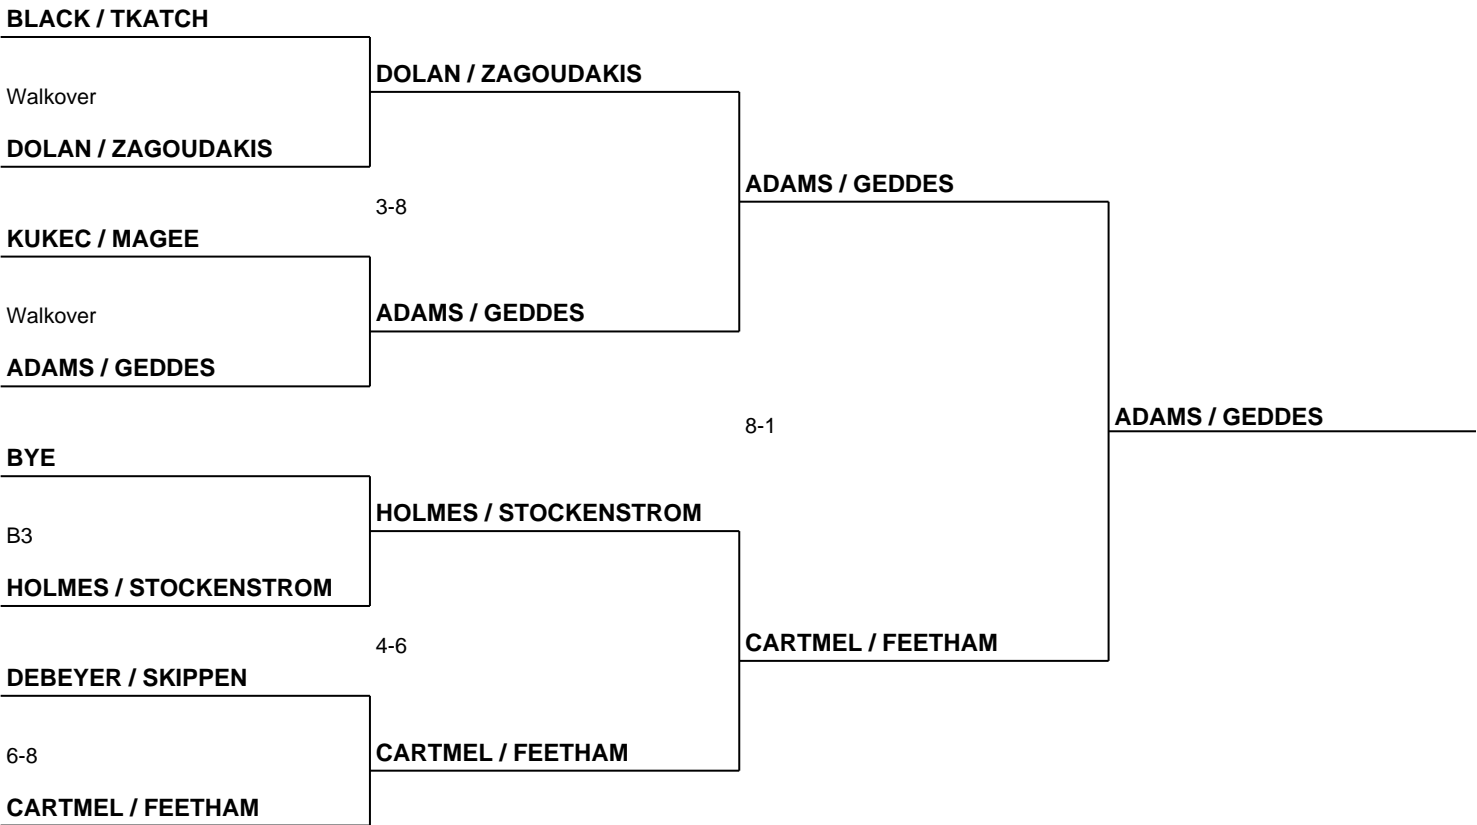 BLACK / TKATCH
DOLAN / ZAGOUDAKIS
Walkover
DOLAN / ZAGOUDAKIS
ADAMS / GEDDES
3-8
KUKEC / MAGEE
ADAMS / GEDDES
Walkover
ADAMS / GEDDES
ADAMS / GEDDES
8-1
BYE
HOLMES / STOCKENSTROM
B3
HOLMES / STOCKENSTROM
CARTMEL / FEETHAM
4-6
DEBEYER / SKIPPEN
CARTMEL / FEETHAM
6-8
CARTMEL / FEETHAM